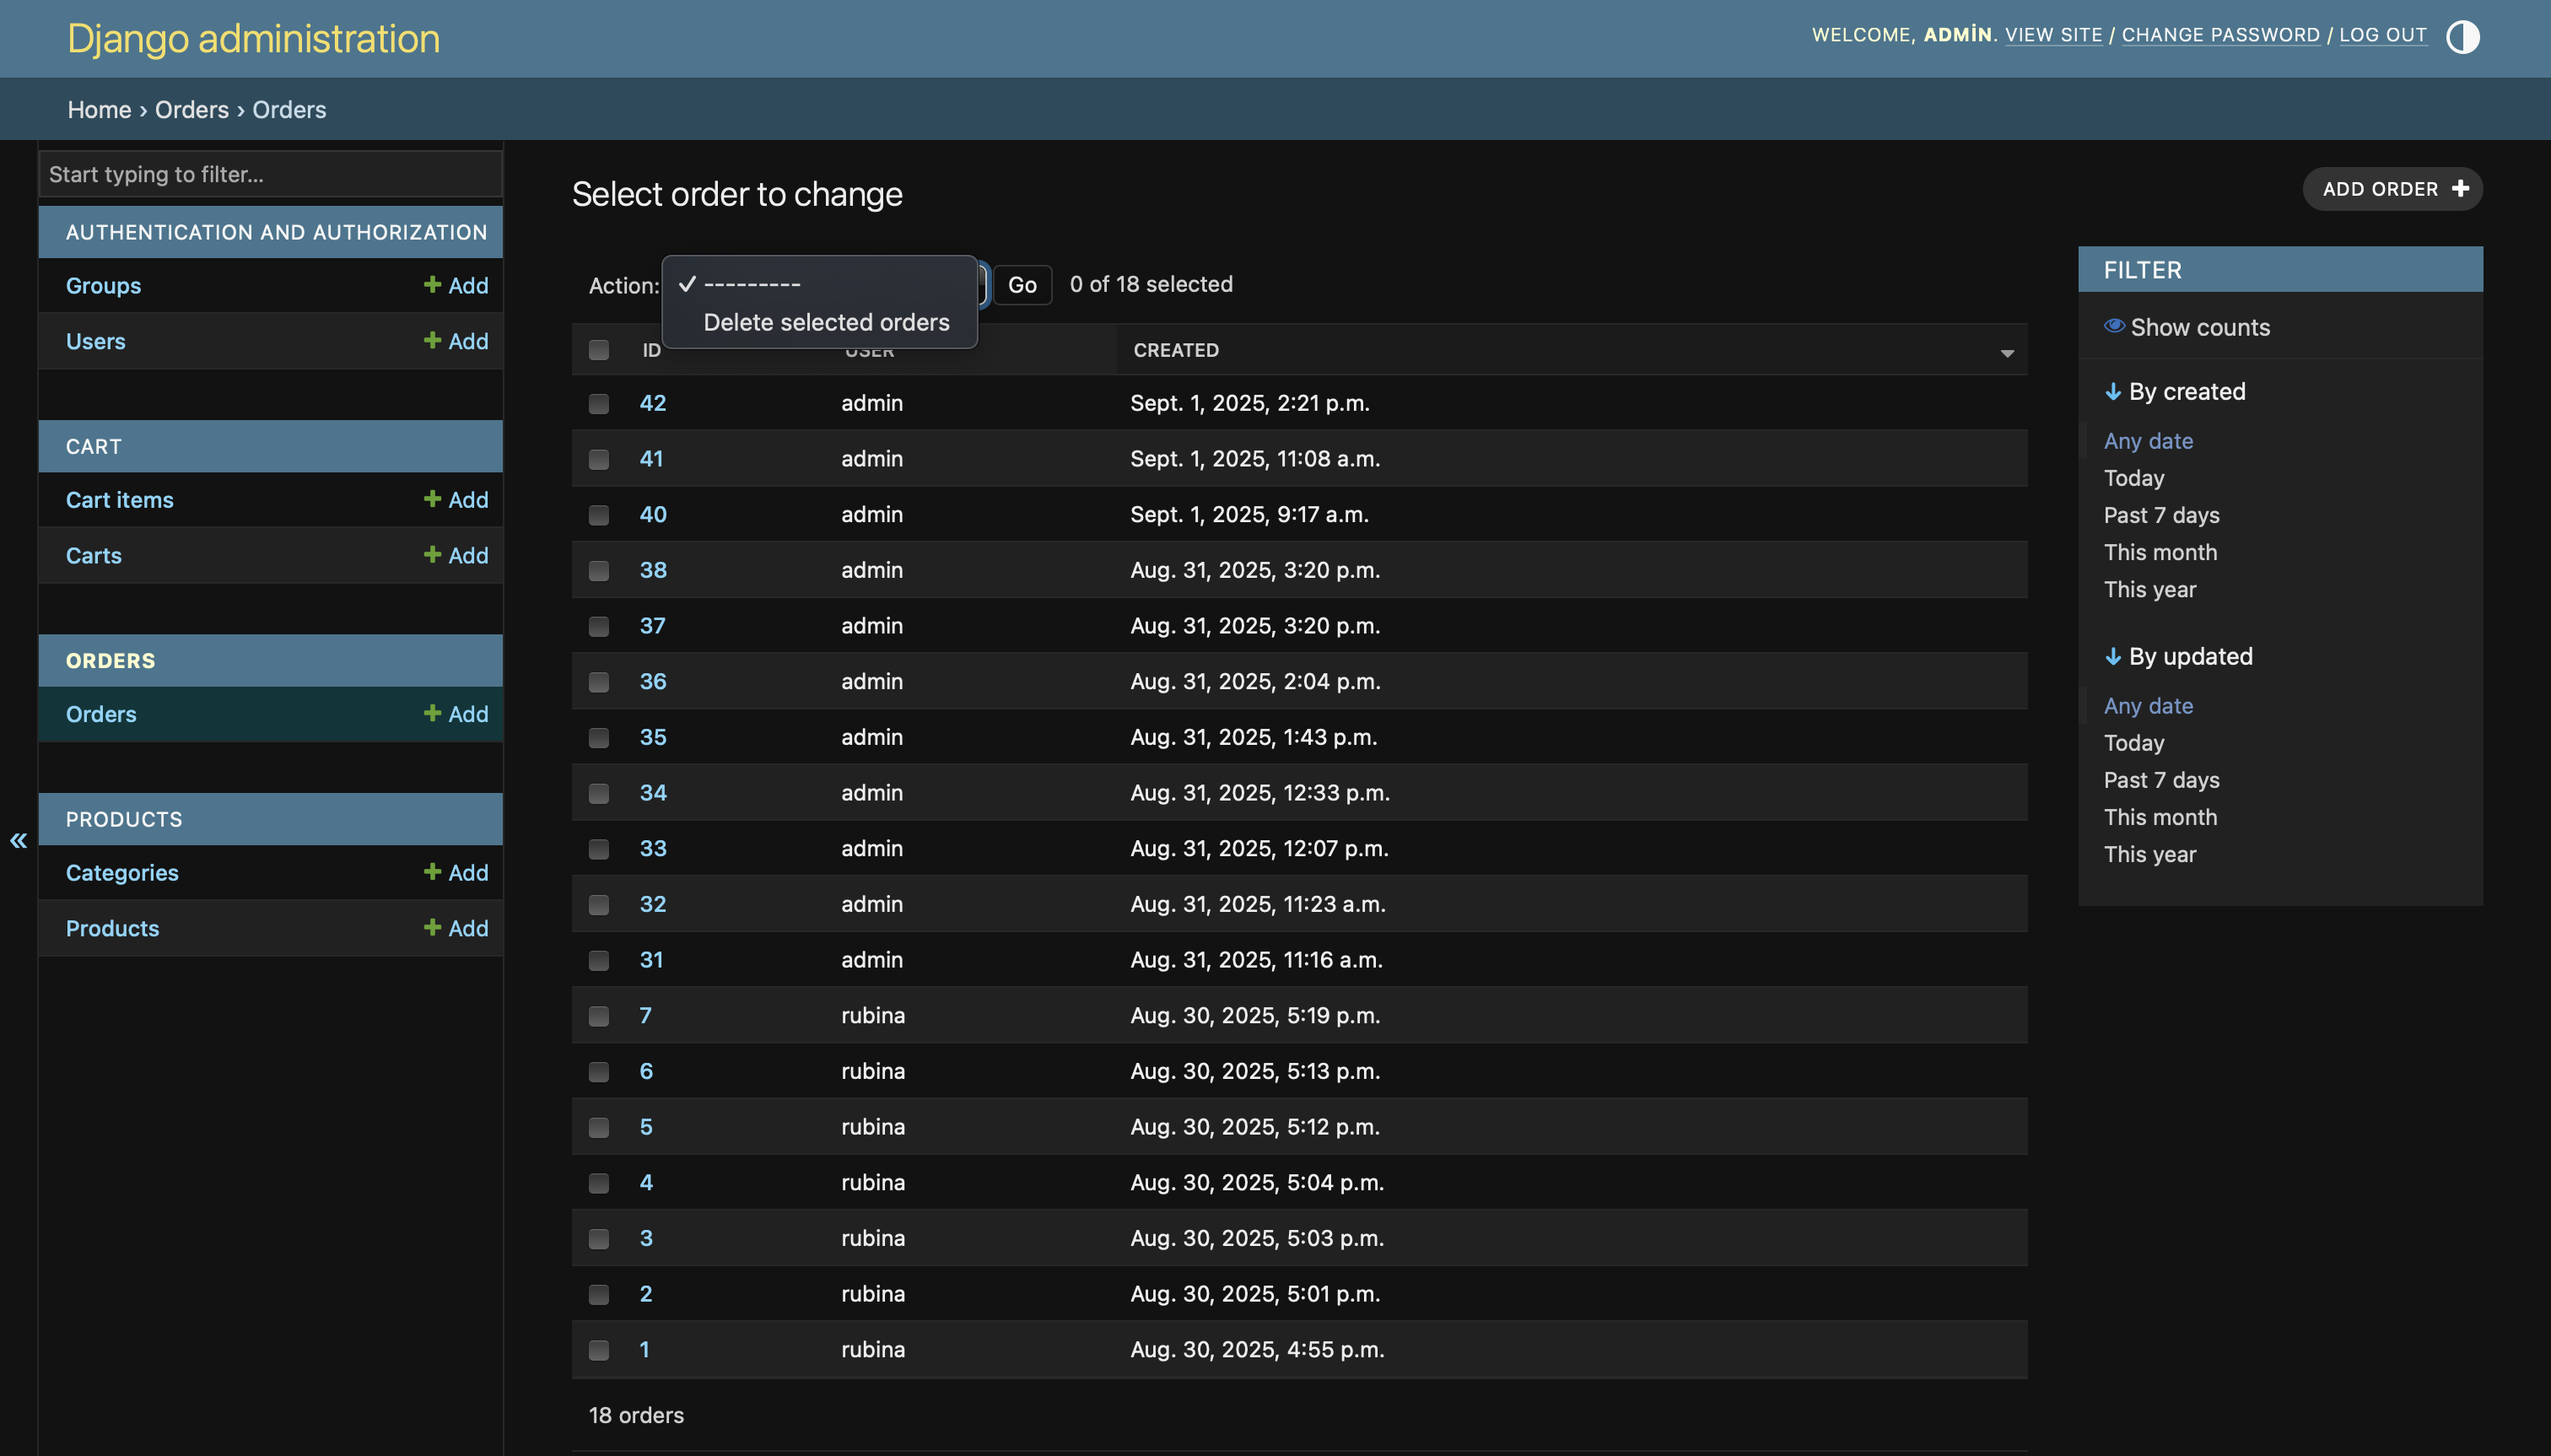 Django administration
WELCOME, ADMİN. VIEW SITE / CHANGE PASSWORD / LOG OUT
Home › Orders › Orders
Start typing to filter...
AUTHENTICATION AND AUTHORIZATION
Groups + Add
Users + Add
CART
Cart items + Add
Carts + Add
ORDERS
Orders + Add
PRODUCTS
Categories + Add
Products + Add
«
Select order to change
ADD ORDER +
Action: ✓ ---------
Delete selected orders
Go 0 of 18 selected
ID USER CREATED
42 admin Sept. 1, 2025, 2:21 p.m.
41 admin Sept. 1, 2025, 11:08 a.m.
40 admin Sept. 1, 2025, 9:17 a.m.
38 admin Aug. 31, 2025, 3:20 p.m.
37 admin Aug. 31, 2025, 3:20 p.m.
36 admin Aug. 31, 2025, 2:04 p.m.
35 admin Aug. 31, 2025, 1:43 p.m.
34 admin Aug. 31, 2025, 12:33 p.m.
33 admin Aug. 31, 2025, 12:07 p.m.
32 admin Aug. 31, 2025, 11:23 a.m.
31 admin Aug. 31, 2025, 11:16 a.m.
7 rubina Aug. 30, 2025, 5:19 p.m.
6 rubina Aug. 30, 2025, 5:13 p.m.
5 rubina Aug. 30, 2025, 5:12 p.m.
4 rubina Aug. 30, 2025, 5:04 p.m.
3 rubina Aug. 30, 2025, 5:03 p.m.
2 rubina Aug. 30, 2025, 5:01 p.m.
1 rubina Aug. 30, 2025, 4:55 p.m.
18 orders
FILTER
Show counts
↓ By created
Any date
Today
Past 7 days
This month
This year
↓ By updated
Any date
Today
Past 7 days
This month
This year